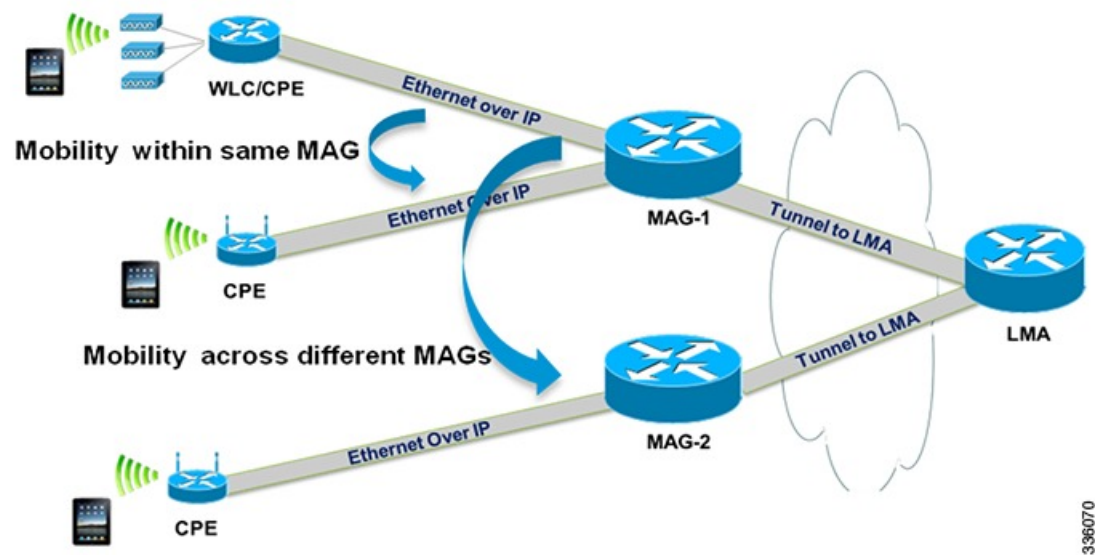 WLC/CPE
Ethernet over IP
Mobility within same MAG
MAG-1
Ethernet Over IP
Tunnel to LMA
CPE
LMA
Mobility across different MAGs
Tunnel to LMA
MAG-2
Ethernet Over IP
CPE
336070